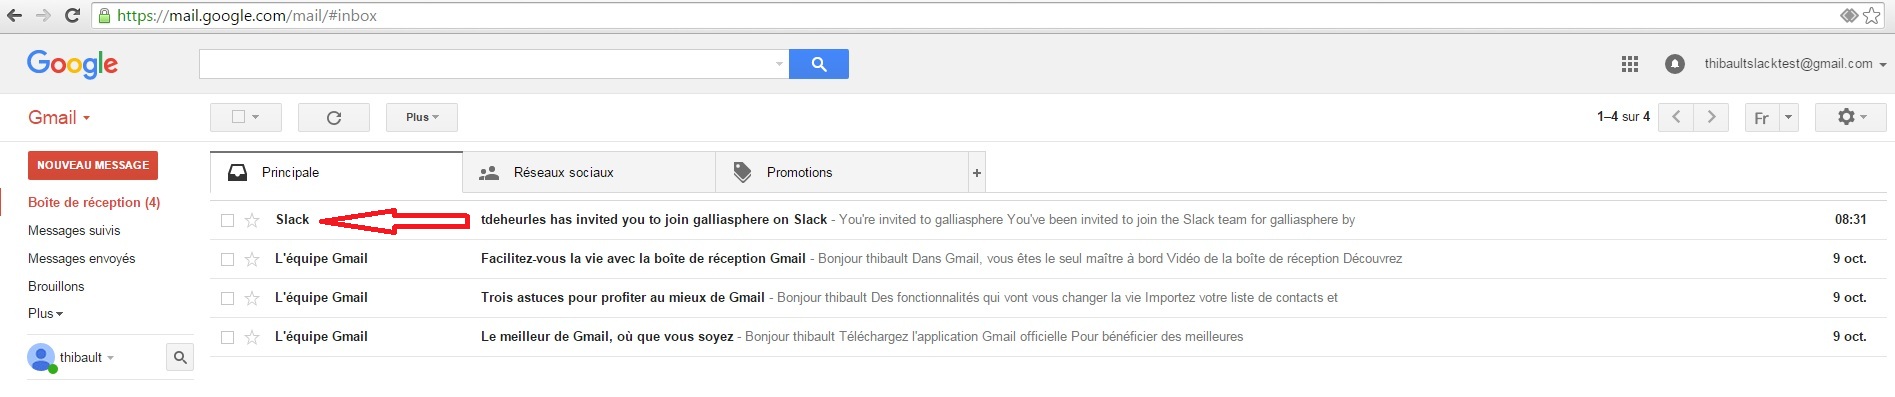 https://mail.google.com/mail/#inbox
Google
thibaultslacktest@gmail.com
Gmail
Plus
1–4 sur 4
Fr
NOUVEAU MESSAGE
Principale
Réseaux sociaux
Promotions
+
Boîte de réception (4)
Messages suivis
Messages envoyés
Brouillons
Plus
thibault
Slack tdeheurles has invited you to join galliasphere on Slack - You're invited to galliasphere You've been invited to join the Slack team for galliasphere by 08:31
L'équipe Gmail Facilitez-vous la vie avec la boîte de réception Gmail - Bonjour thibault Dans Gmail, vous êtes le seul maître à bord Vidéo de la boîte de réception Découvrez 9 oct.
L'équipe Gmail Trois astuces pour profiter au mieux de Gmail - Bonjour thibault Des fonctionnalités qui vont vous changer la vie Importez votre liste de contacts et 9 oct.
L'équipe Gmail Le meilleur de Gmail, où que vous soyez - Bonjour thibault Téléchargez l'application Gmail officielle Pour bénéficier des meilleures 9 oct.